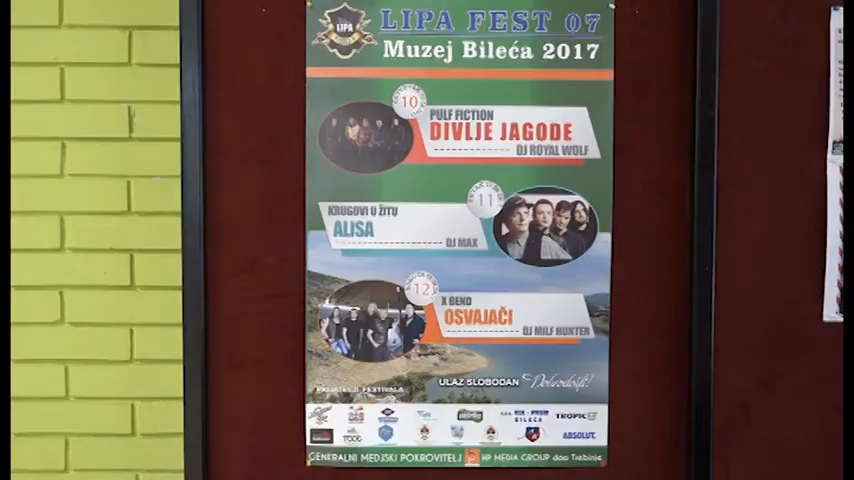 LIPA
LIPA FEST 07
Muzej Bileća 2017
10
PULF FICTION
DIVLJE JAGODE
DJ ROYAL WOLF
11
KRUGOVI U ŽITU
ALISA
DJ MAX
12
X BEND
OSVAJAČI
DJ MILF HUNTER
ULAZ SLOBODAN Dobrodošli!
PRIJATELJI FESTIVALA
BILEĆA
TROPIC
ABSOLUT
GENERALNI MEDJSKI POKROVITELJ HP MEDIA GROUP doo Trebinje